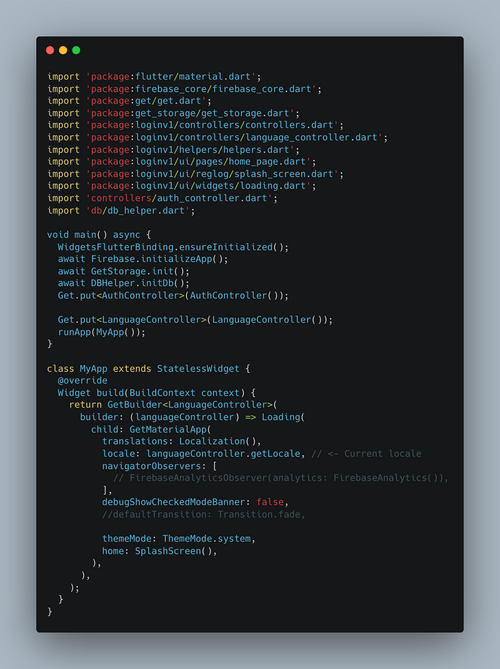 import 'package:flutter/material.dart';
import 'package:firebase_core/firebase_core.dart';
import 'package:get/get.dart';
import 'package:get_storage/get_storage.dart';
import 'package:loginv1/controllers/controllers.dart';
import 'package:loginv1/controllers/language_controller.dart';
import 'package:loginv1/helpers/helpers.dart';
import 'package:loginv1/ui/pages/home_page.dart';
import 'package:loginv1/ui/reglog/splash_screen.dart';
import 'package:loginv1/ui/widgets/loading.dart';
import 'controllers/auth_controller.dart';
import 'db/db_helper.dart';

void main() async {
  WidgetsFlutterBinding.ensureInitialized();
  await Firebase.initializeApp();
  await GetStorage.init();
  await DBHelper.initDb();
  Get.put<AuthController>(AuthController());

  Get.put<LanguageController>(LanguageController());
  runApp(MyApp());
}

class MyApp extends StatelessWidget {
  @override
  Widget build(BuildContext context) {
    return GetBuilder<LanguageController>(
      builder: (languageController) => Loading(
        child: GetMaterialApp(
          translations: Localization(),
          locale: languageController.getLocale, // <- Current locale
          navigatorObservers: [
            // FirebaseAnalyticsObserver(analytics: FirebaseAnalytics()),
          ],
          debugShowCheckedModeBanner: false,
          //defaultTransition: Transition.fade,

          themeMode: ThemeMode.system,
          home: SplashScreen(),
        ),
      ),
    );
  }
}